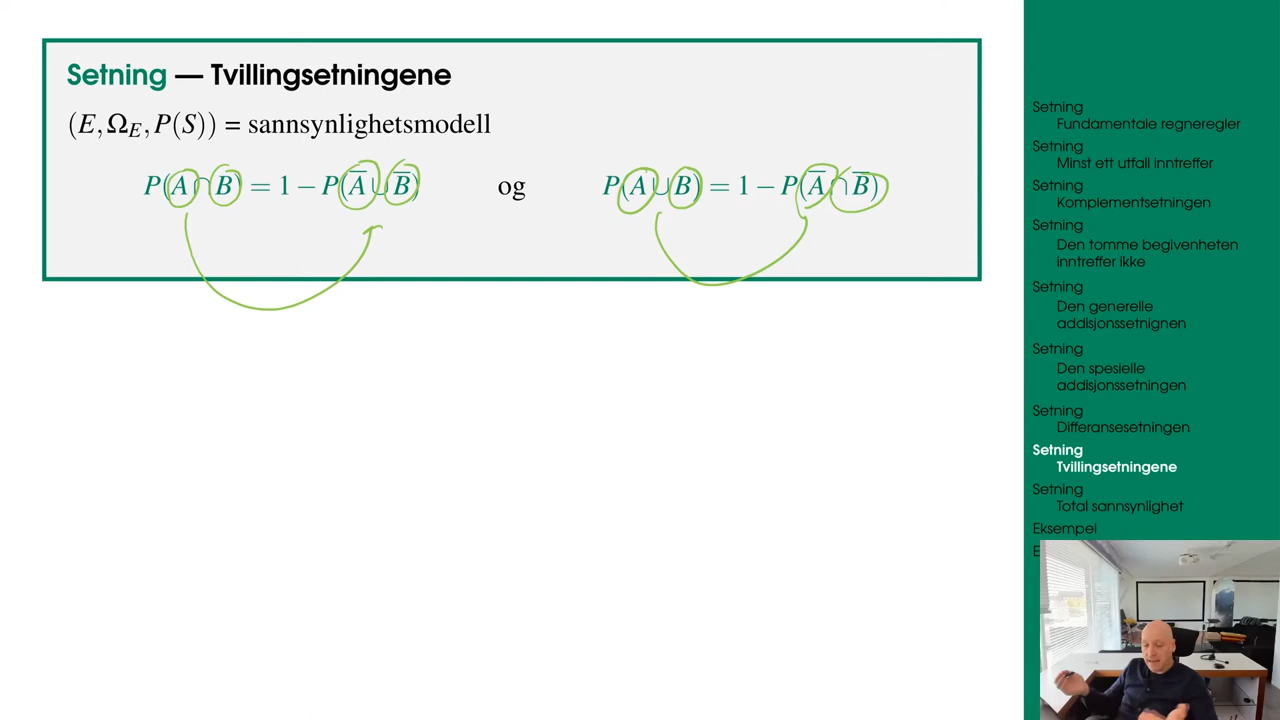 Setning — Tvillingsetningene
(E, Ω_E, P(S)) = sannsynlighetsmodell
P(A ∩ B) = 1 − P(A̅ ∪ B̅) og P(A ∪ B) = 1 − P(A̅ ∩ B̅)
Setning
Fundamentale regneregler
Setning
Minst ett utfall inntreffer
Setning
Komplementsetningen
Setning
Den tomme begivenheten
inntreffer ikke
Setning
Den generelle
addisjonssetnignen
Setning
Den spesielle
addisjonssetningen
Setning
Differansesetningen
Setning
Tvillingsetningene
Setning
Total sannsynlighet
Eksempel